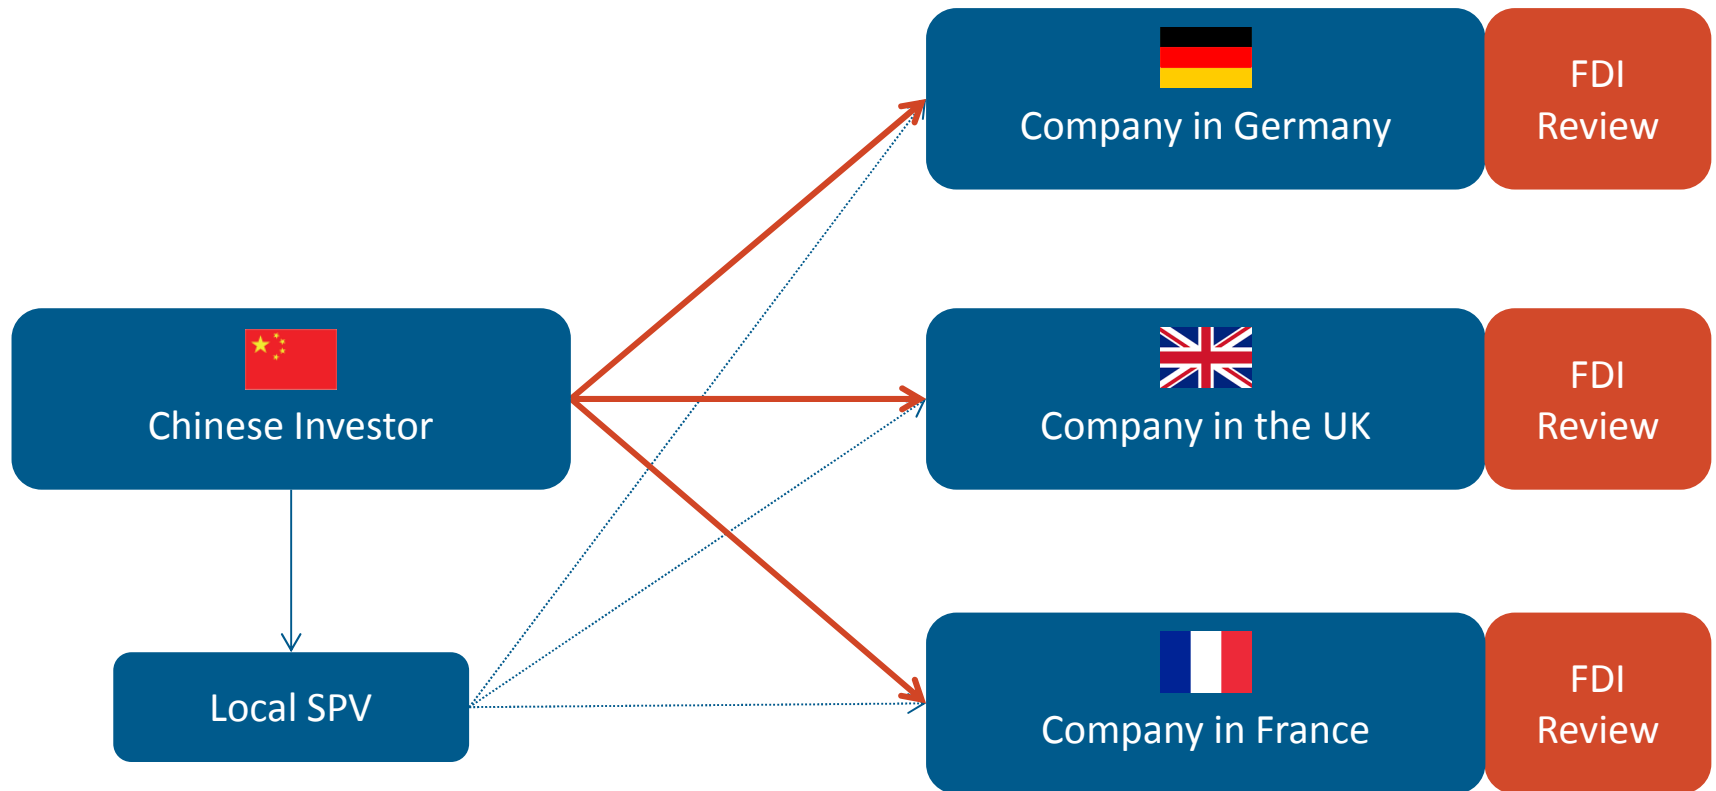 Company in Germany
FDI
Review
Chinese Investor
Company in the UK
FDI
Review
Local SPV
Company in France
FDI
Review